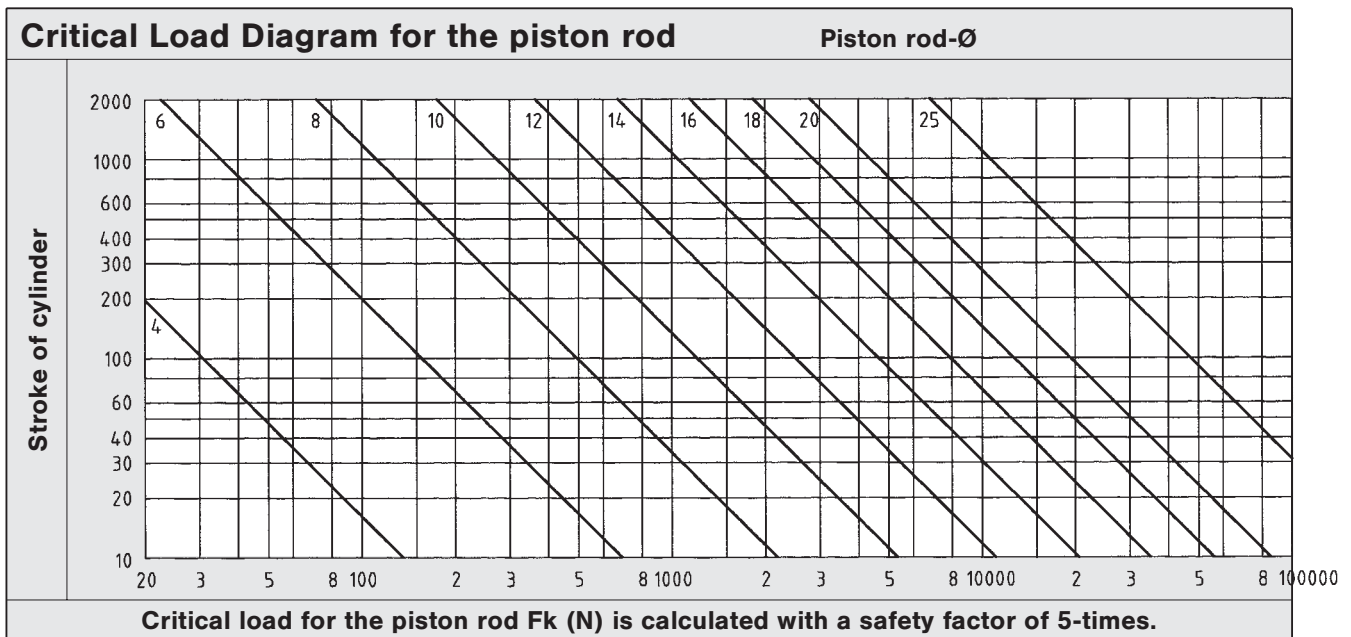 Critical Load Diagram for the piston rod Piston rod-Ø
Stroke of cylinder
2000
1000
600
400
300
200
100
60
40
30
20
10
6 8 10 12 14 16 18 20 25
4
20 3 5 8 100 2 3 5 8 1000 2 3 5 8 10000 2 3 5 8 100000
Critical load for the piston rod Fk (N) is calculated with a safety factor of 5-times.